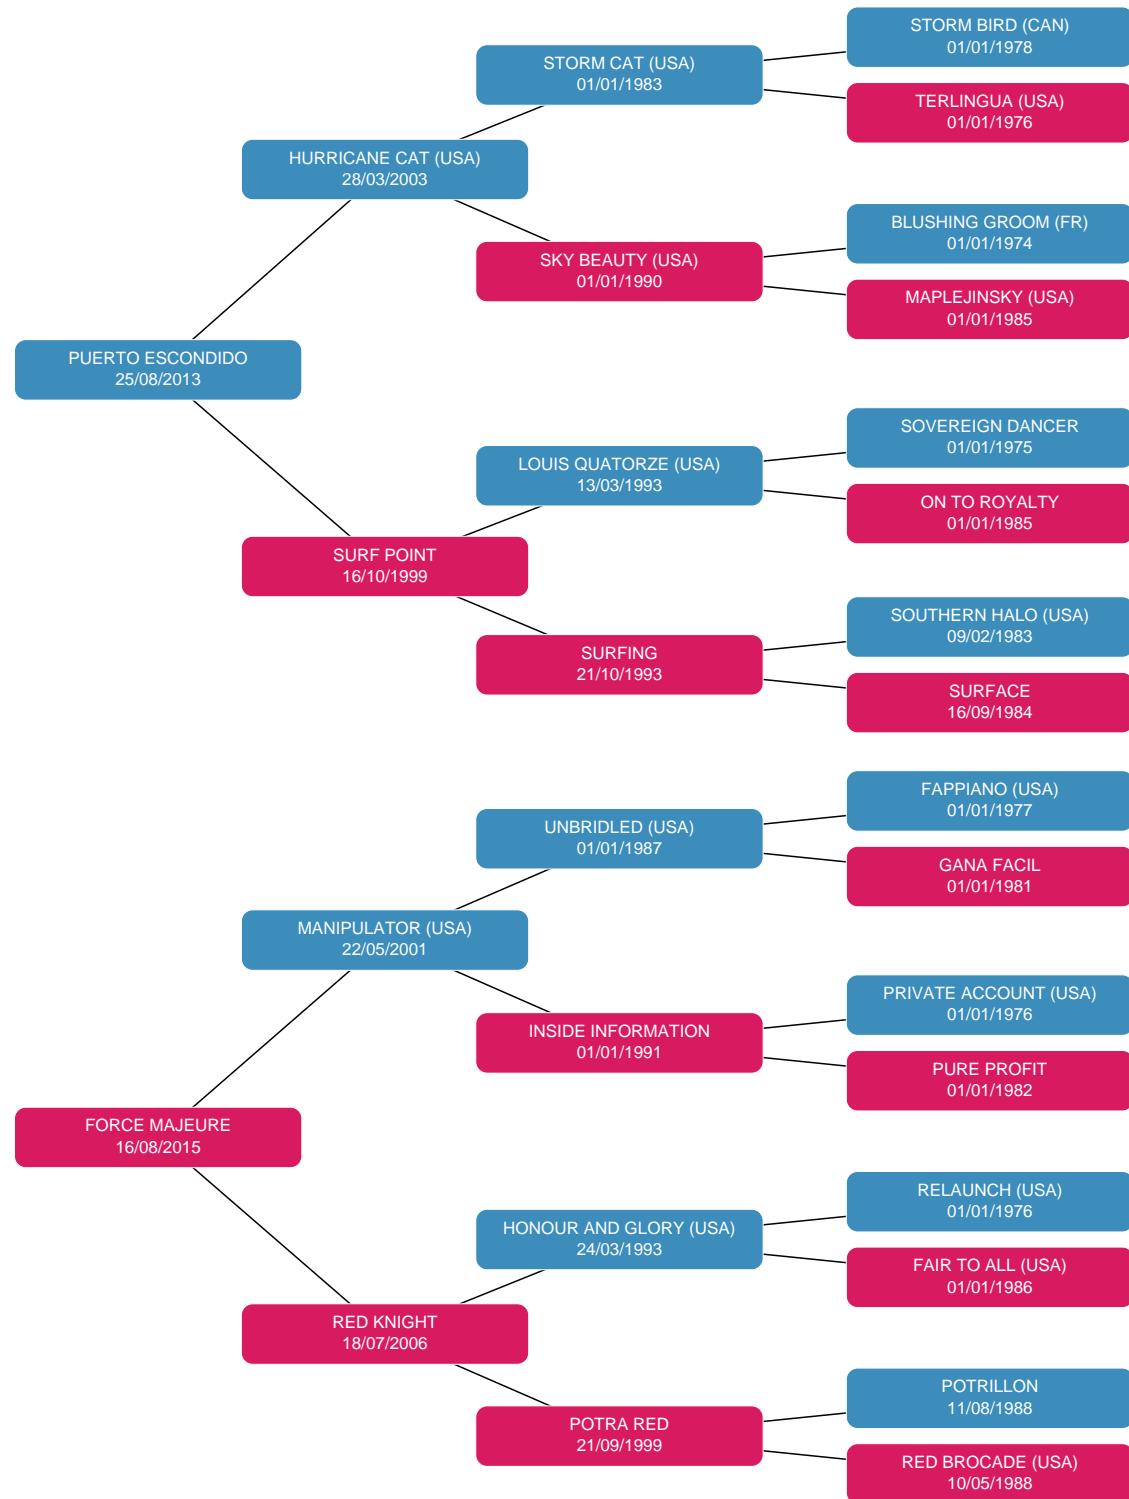 STORM BIRD (CAN)
01/01/1978
STORM CAT (USA)
01/01/1983
TERLINGUA (USA)
01/01/1976
HURRICANE CAT (USA)
28/03/2003
BLUSHING GROOM (FR)
01/01/1974
SKY BEAUTY (USA)
01/01/1990
MAPLEJINSKY (USA)
01/01/1985
PUERTO ESCONDIDO
25/08/2013
SOVEREIGN DANCER
01/01/1975
LOUIS QUATORZE (USA)
13/03/1993
ON TO ROYALTY
01/01/1985
SURF POINT
16/10/1999
SOUTHERN HALO (USA)
09/02/1983
SURFING
21/10/1993
SURFACE
16/09/1984
FAPPIANO (USA)
01/01/1977
UNBRIDLED (USA)
01/01/1987
GANA FACIL
01/01/1981
MANIPULATOR (USA)
22/05/2001
PRIVATE ACCOUNT (USA)
01/01/1976
INSIDE INFORMATION
01/01/1991
PURE PROFIT
01/01/1982
FORCE MAJEURE
16/08/2015
RELAUNCH (USA)
01/01/1976
HONOUR AND GLORY (USA)
24/03/1993
FAIR TO ALL (USA)
01/01/1986
RED KNIGHT
18/07/2006
POTRILLON
11/08/1988
POTRA RED
21/09/1999
RED BROCADE (USA)
10/05/1988